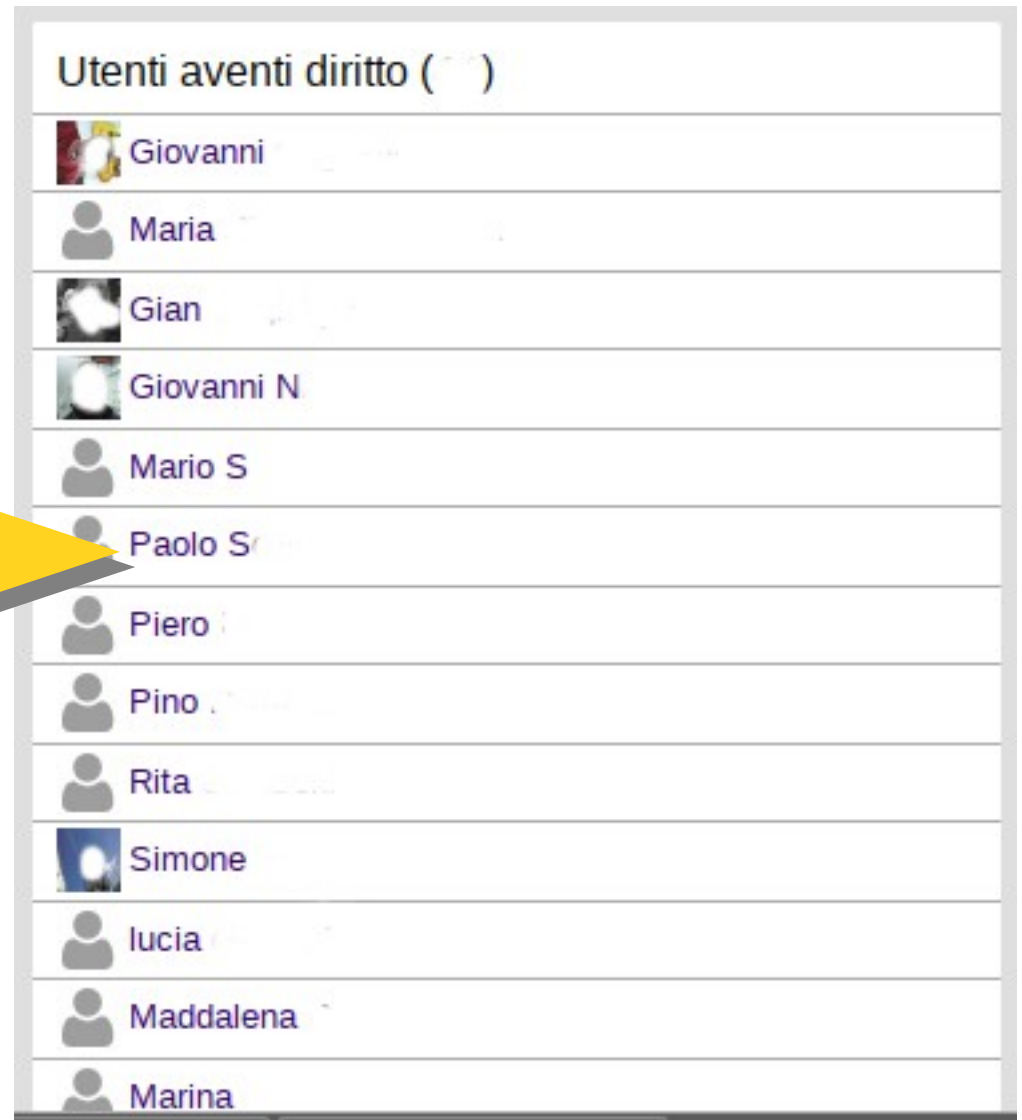 Utenti aventi diritto ( )
Giovanni
Maria
Gian
Giovanni N
Mario S
Paolo S
Piero
Pino
Rita
Simone
lucia
Maddalena
Marina